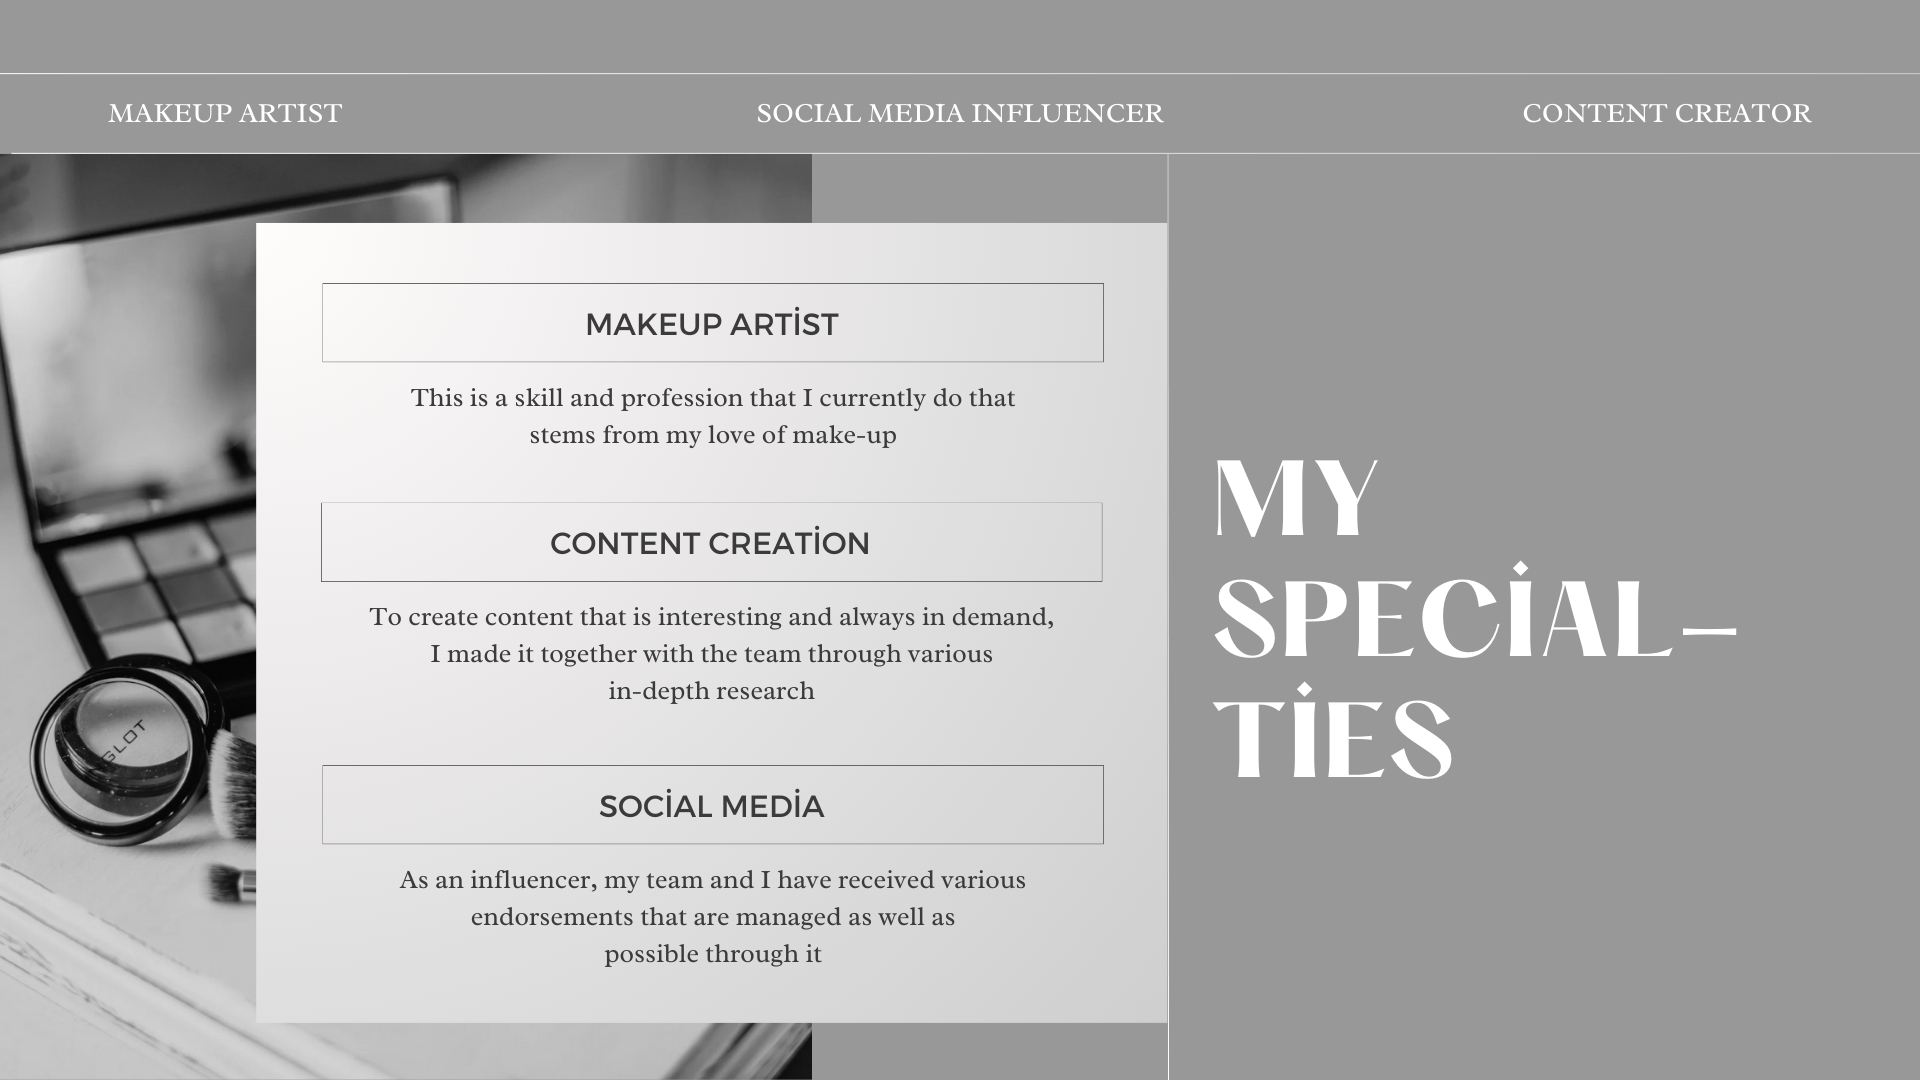 MAKEUP ARTIST
SOCIAL MEDIA INFLUENCER
CONTENT CREATOR
MAKEUP ARTİST
This is a skill and profession that I currently do that
stems from my love of make-up
CONTENT CREATİON
To create content that is interesting and always in demand,
I made it together with the team through various
in-depth research
SOCİAL MEDİA
As an influencer, my team and I have received various
endorsements that are managed as well as
possible through it
MY
SPECİAL-
TİES
GLOT